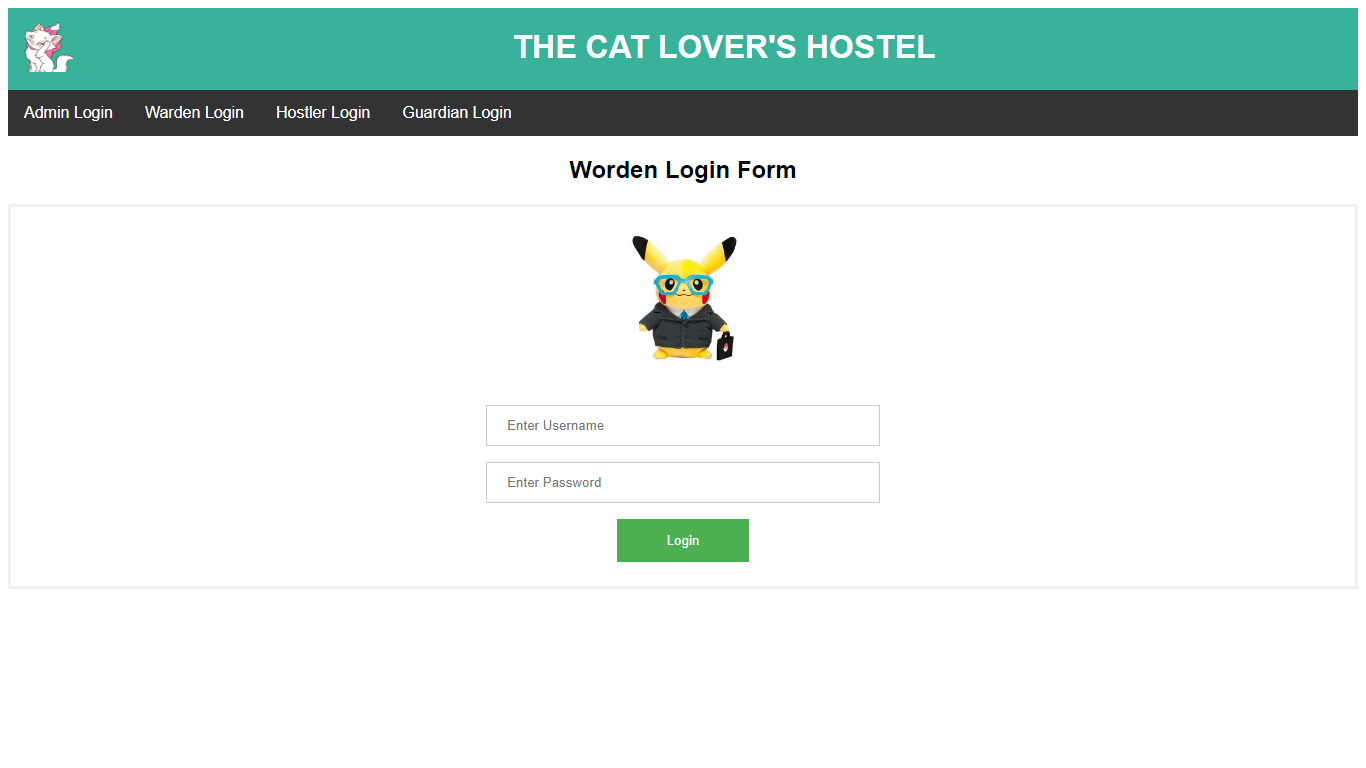 THE CAT LOVER'S HOSTEL
Admin Login Warden Login Hostler Login Guardian Login
Worden Login Form
Enter Username
Enter Password
Login